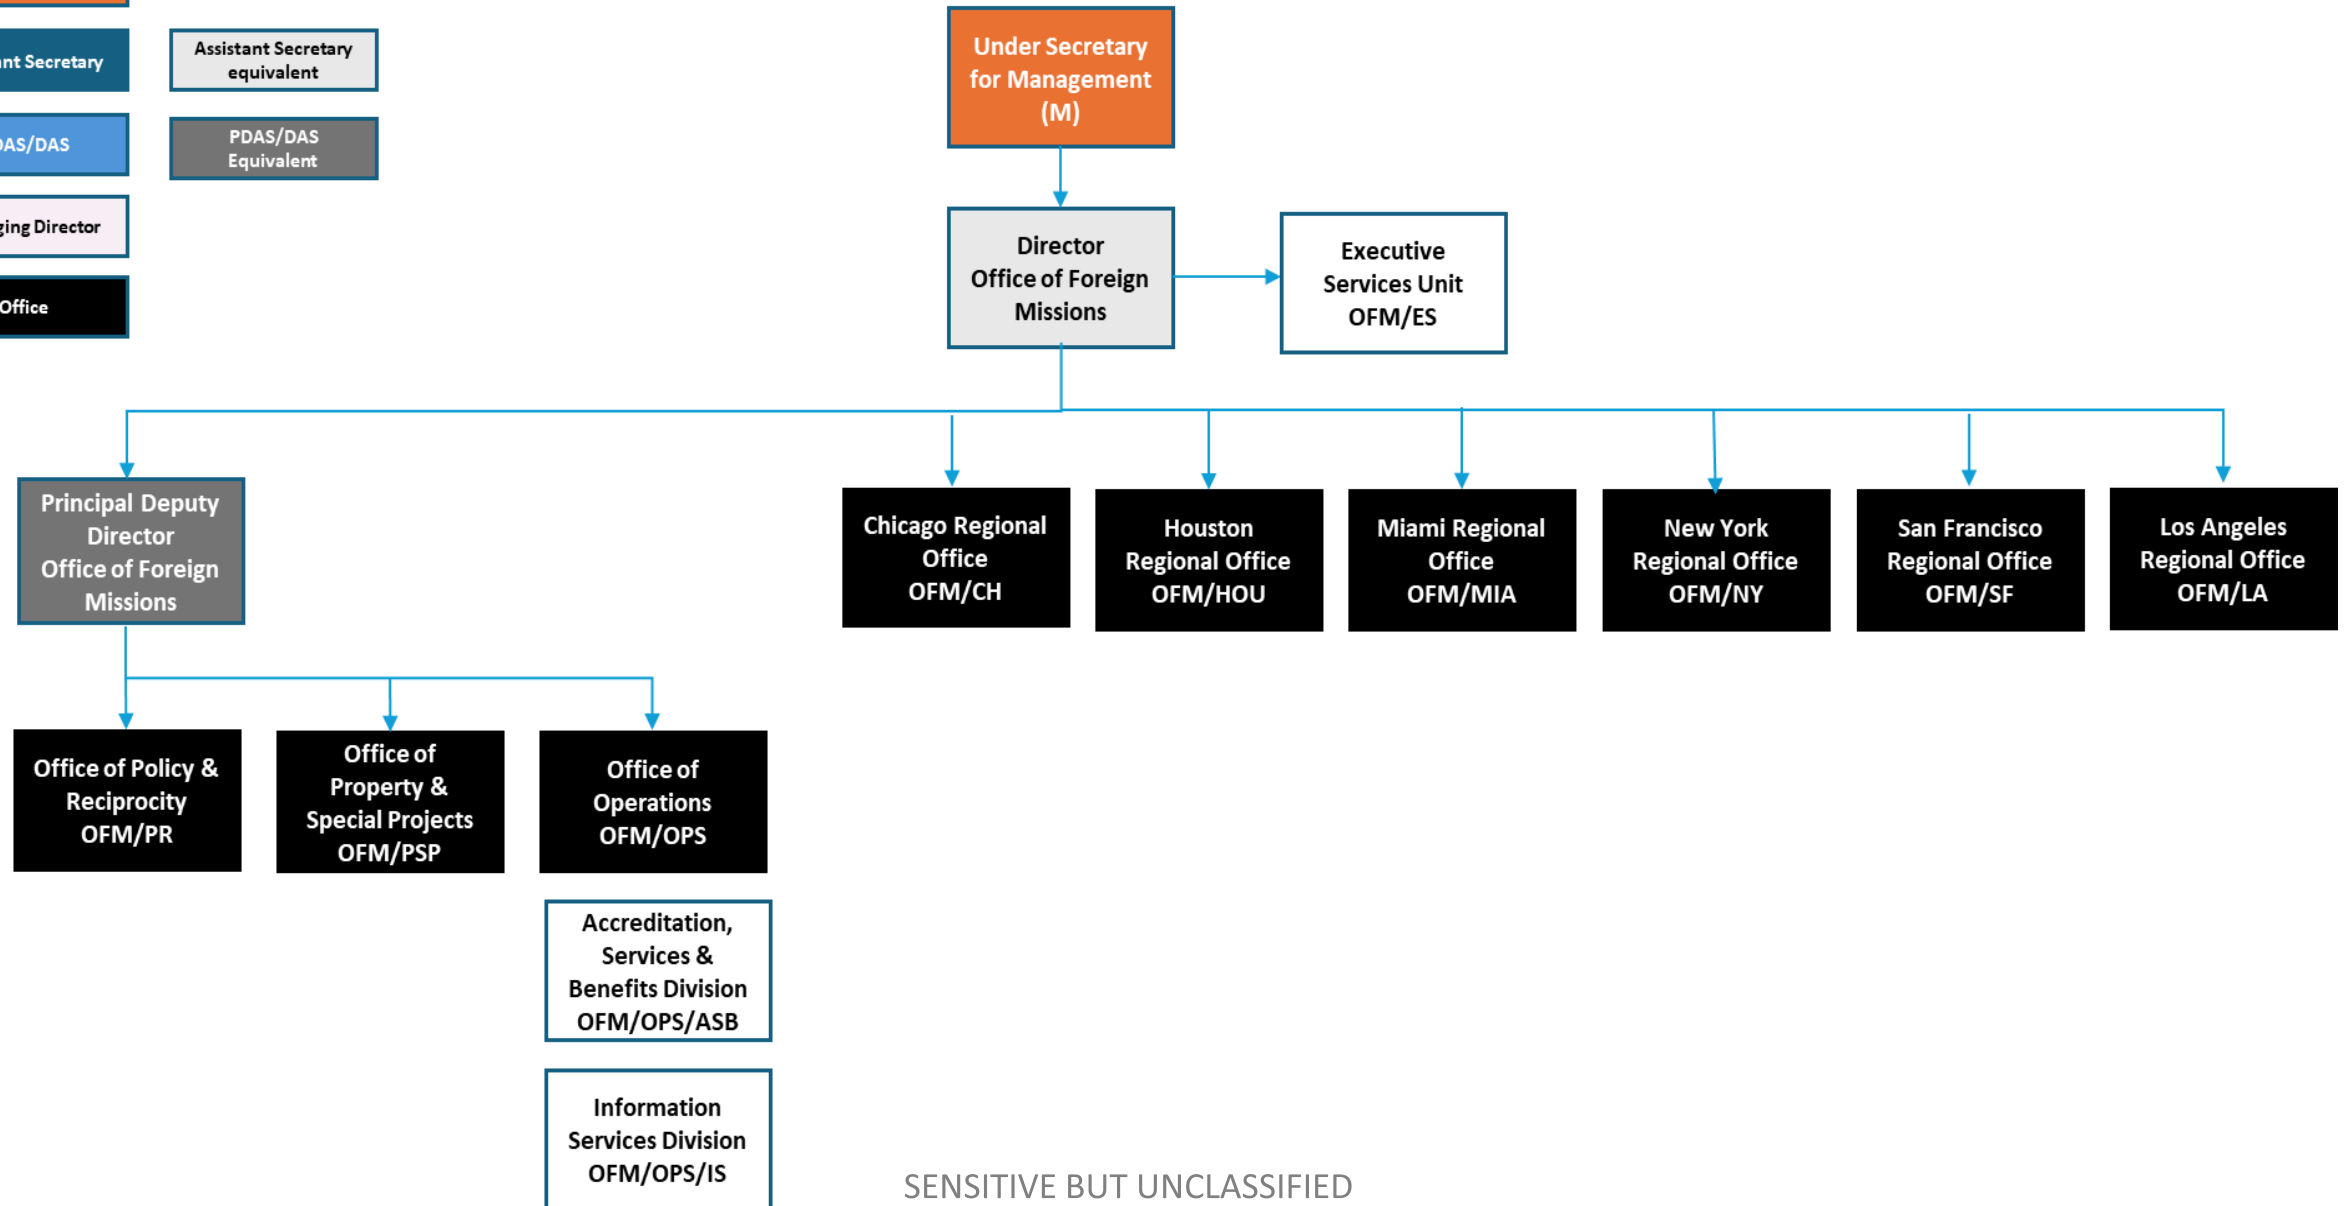 Secretary
Assistant Secretary
equivalent
PDAS/DAS
Equivalent
Director
Office
Under Secretary
for Management
(M)
Director
Office of Foreign
Missions
Executive
Services Unit
OFM/ES
Principal Deputy
Director
Office of Foreign
Missions
Chicago Regional
Office
OFM/CH
Houston
Regional Office
OFM/HOU
Miami Regional
Office
OFM/MIA
New York
Regional Office
OFM/NY
San Francisco
Regional Office
OFM/SF
Los Angeles
Regional Office
OFM/LA
Office of Policy &
Reciprocity
OFM/PR
Office of
Property &
Special Projects
OFM/PSP
Office of
Operations
OFM/OPS
Accreditation,
Services &
Benefits Division
OFM/OPS/ASB
Information
Services Division
OFM/OPS/IS
SENSITIVE BUT UNCLASSIFIED